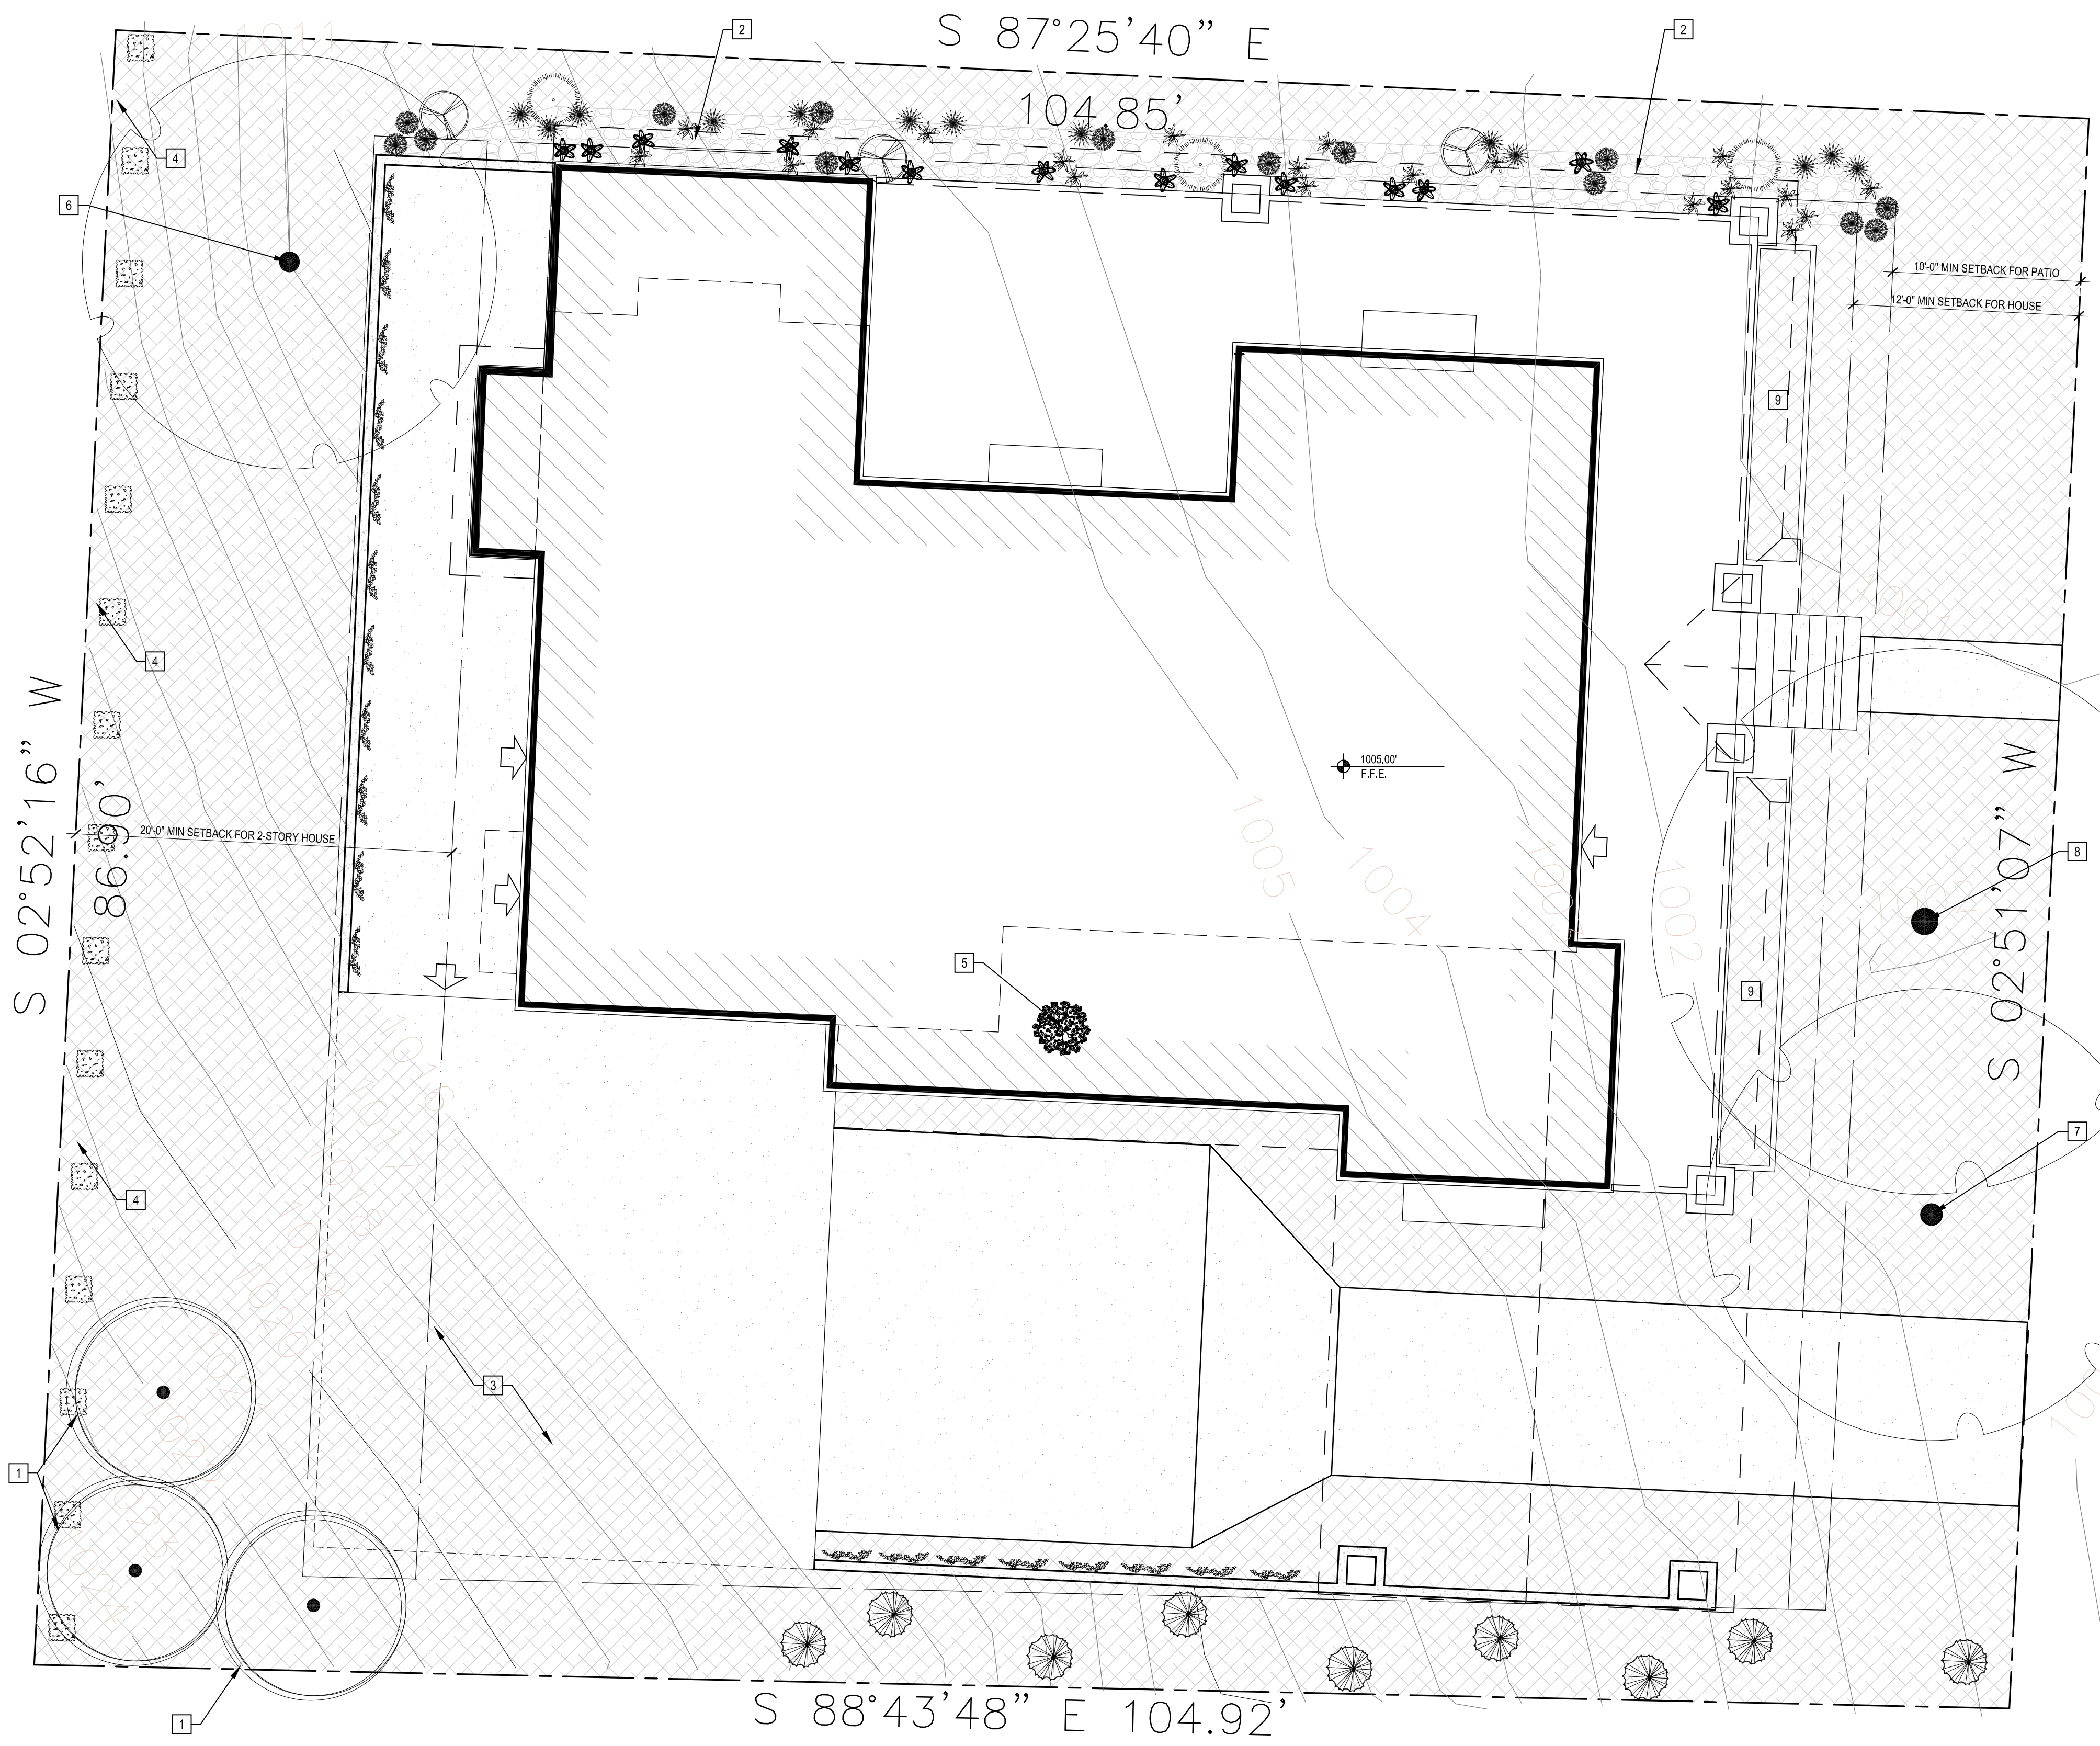 1011
2
S 87°25'40" E
2
104.85'
4
6
10'-0" MIN SETBACK FOR PATIO
12'-0" MIN SETBACK FOR HOUSE
9
4
S 02°52'16" W
86.90'
20'-0" MIN SETBACK FOR 2-STORY HOUSE
1005.00'
F.F.E.
1005
1004
1002
8
S 02°51'07" W
5
9
7
4
3
1
1
S 88°43'48" E 104.92'